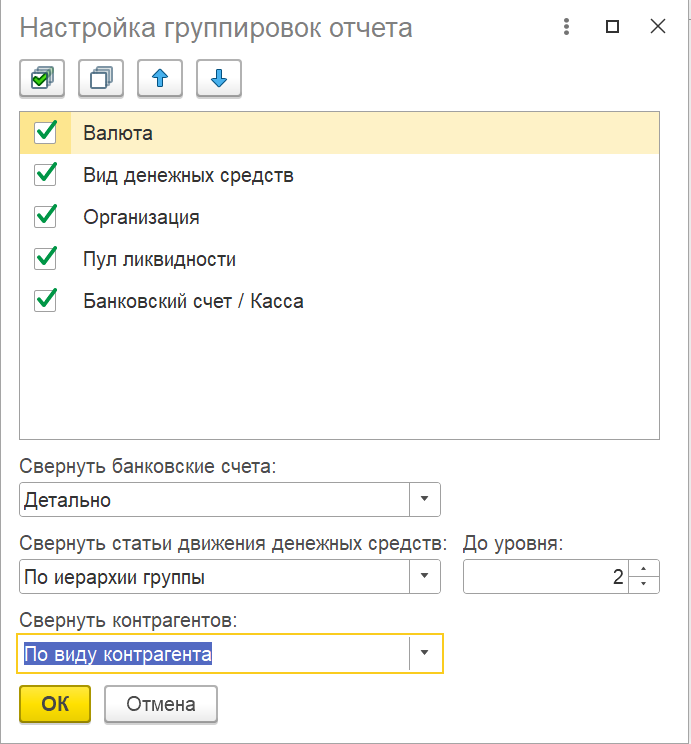 Настройка группировок отчета
Валюта
Вид денежных средств
Организация
Пул ликвидности
Банковский счет / Касса
Свернуть банковские счета:
Детально
Свернуть статьи движения денежных средств: До уровня:
По иерархии группы 2
Свернуть контрагентов:
По виду контрагента
ОК Отмена